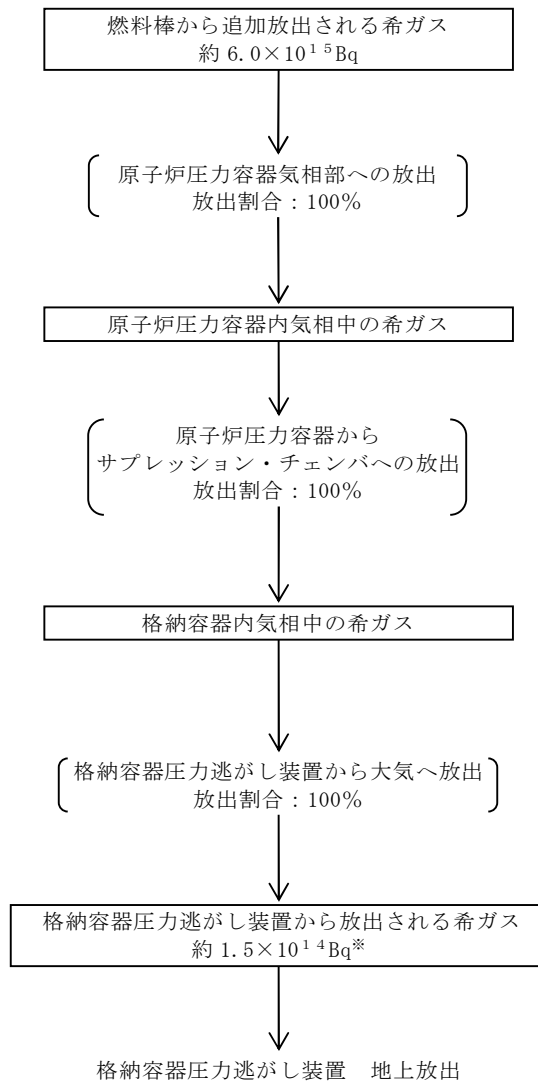 燃料棒から追加放出される希ガス
約 6.0×10¹⁵Bq
原子炉圧力容器気相部への放出
放出割合：100％
原子炉圧力容器内気相中の希ガス
原子炉圧力容器から
サプレッション・チェンバへの放出
放出割合：100％
格納容器内気相中の希ガス
格納容器圧力逃がし装置から大気へ放出
放出割合：100％
格納容器圧力逃がし装置から放出される希ガス
約 1.5×10¹⁴Bq※
格納容器圧力逃がし装置　地上放出